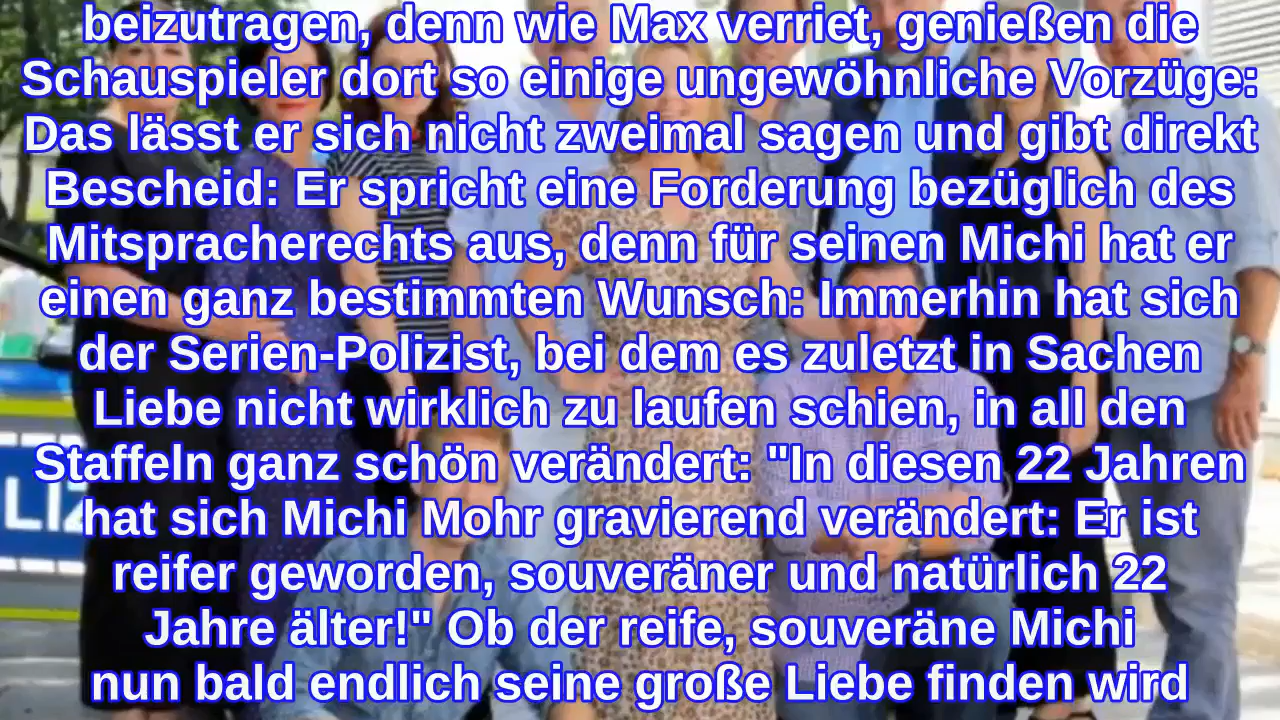 beizutragen, denn wie Max verriet, genießen die
Schauspieler dort so einige ungewöhnliche Vorzüge:
Das lässt er sich nicht zweimal sagen und gibt direkt
Bescheid: Er spricht eine Forderung bezüglich des
Mitspracherechts aus, denn für seinen Michi hat er
einen ganz bestimmten Wunsch: Immerhin hat sich
der Serien-Polizist, bei dem es zuletzt in Sachen
Liebe nicht wirklich zu laufen schien, in all den
Staffeln ganz schön verändert: "In diesen 22 Jahren
hat sich Michi Mohr gravierend verändert: Er ist
reifer geworden, souveräner und natürlich 22
Jahre älter!" Ob der reife, souveräne Michi
nun bald endlich seine große Liebe finden wird
LIZ